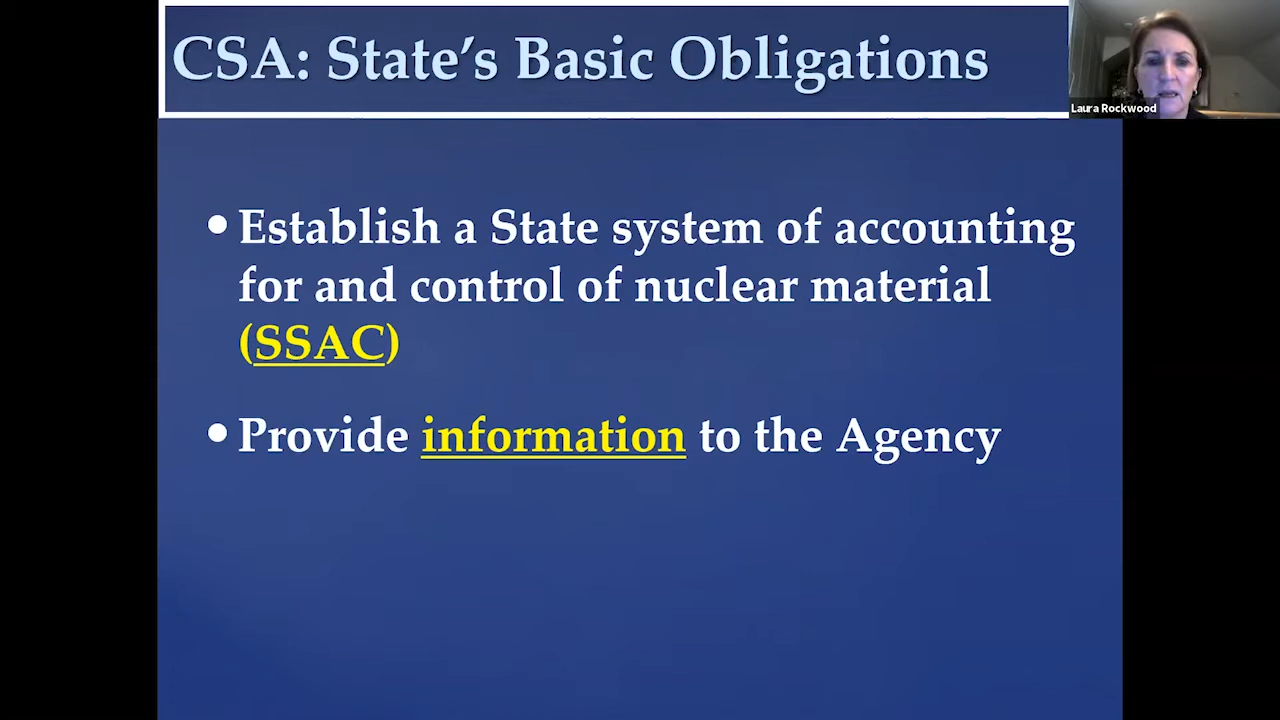 CSA: State's Basic Obligations
Laura Rockwood
• Establish a State system of accounting
for and control of nuclear material
(SSAC)
• Provide information to the Agency